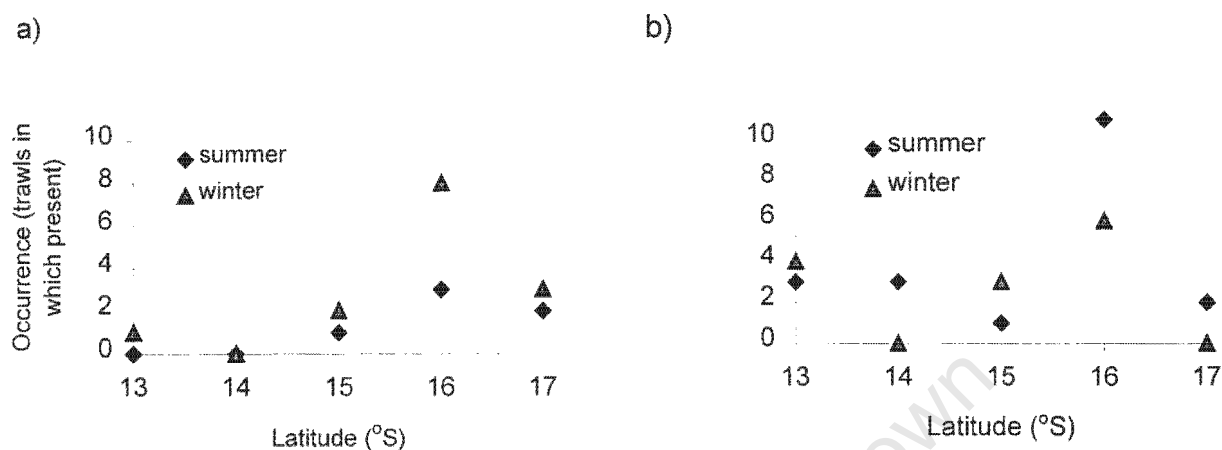 a)
Occurrence (trawls in
which present)
10
8
6
4
2
0
summer
winter
13 14 15 16 17
Latitude (°S)
b)
10
8
6
4
2
0
summer
winter
13 14 15 16 17
Latitude (°S)